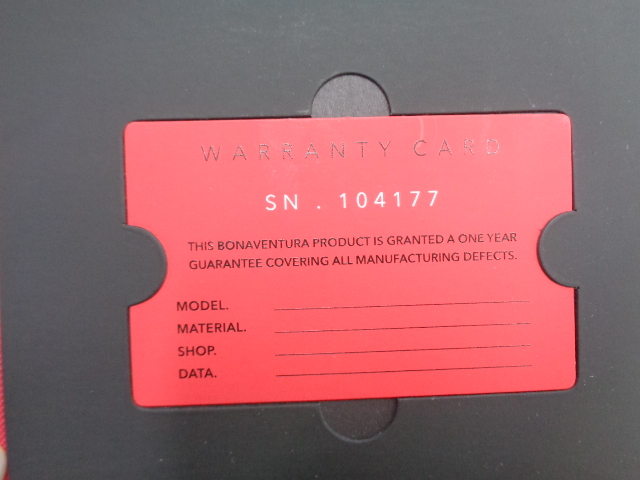 WARRANTY CARD
SN . 104177
THIS BONAVENTURA PRODUCT IS GRANTED A ONE YEAR
GUARANTEE COVERING ALL MANUFACTURING DEFECTS.
MODEL.
MATERIAL.
SHOP.
DATA.